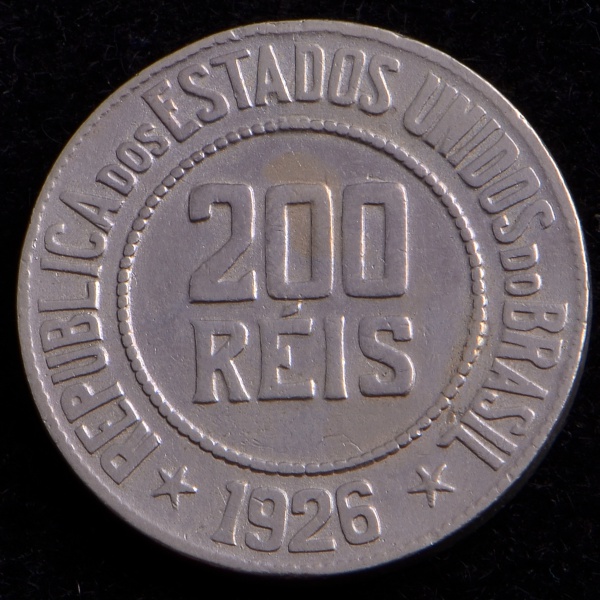 REPUBLICA DOS ESTADOS UNIDOS DO BRASIL
200
RÉIS
1926